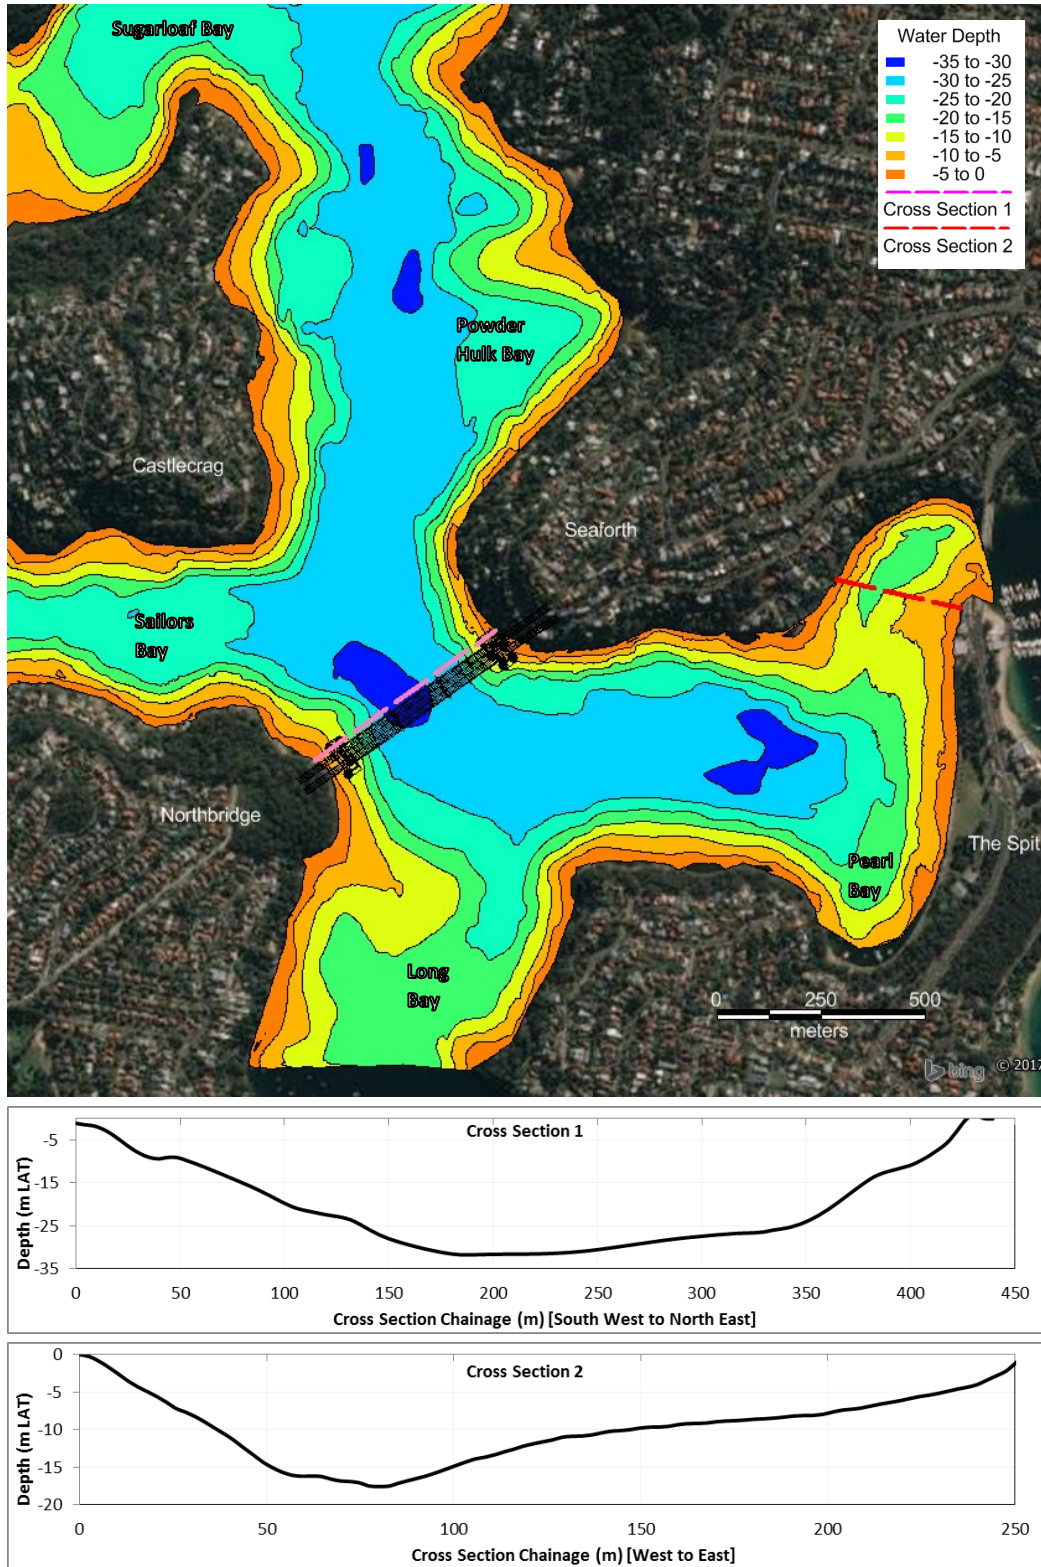 Sugarloaf Bay
Water Depth
-35 to -30
-30 to -25
-25 to -20
-20 to -15
-15 to -10
-10 to -5
-5 to 0
Cross Section 1
Cross Section 2
Powder
Hulk Bay
Castlecrag
Seaforth
Sailors
Bay
Northbridge
The Spit
Pearl
Bay
Long
Bay
0 250 500
meters
bing © 2017
Cross Section 1
Depth (m LAT)
-5
-15
-25
-35
0 50 100 150 200 250 300 350 400 450
Cross Section Chainage (m) [South West to North East]
Cross Section 2
Depth (m LAT)
0
-5
-10
-15
-20
0 50 100 150 200 250
Cross Section Chainage (m) [West to East]